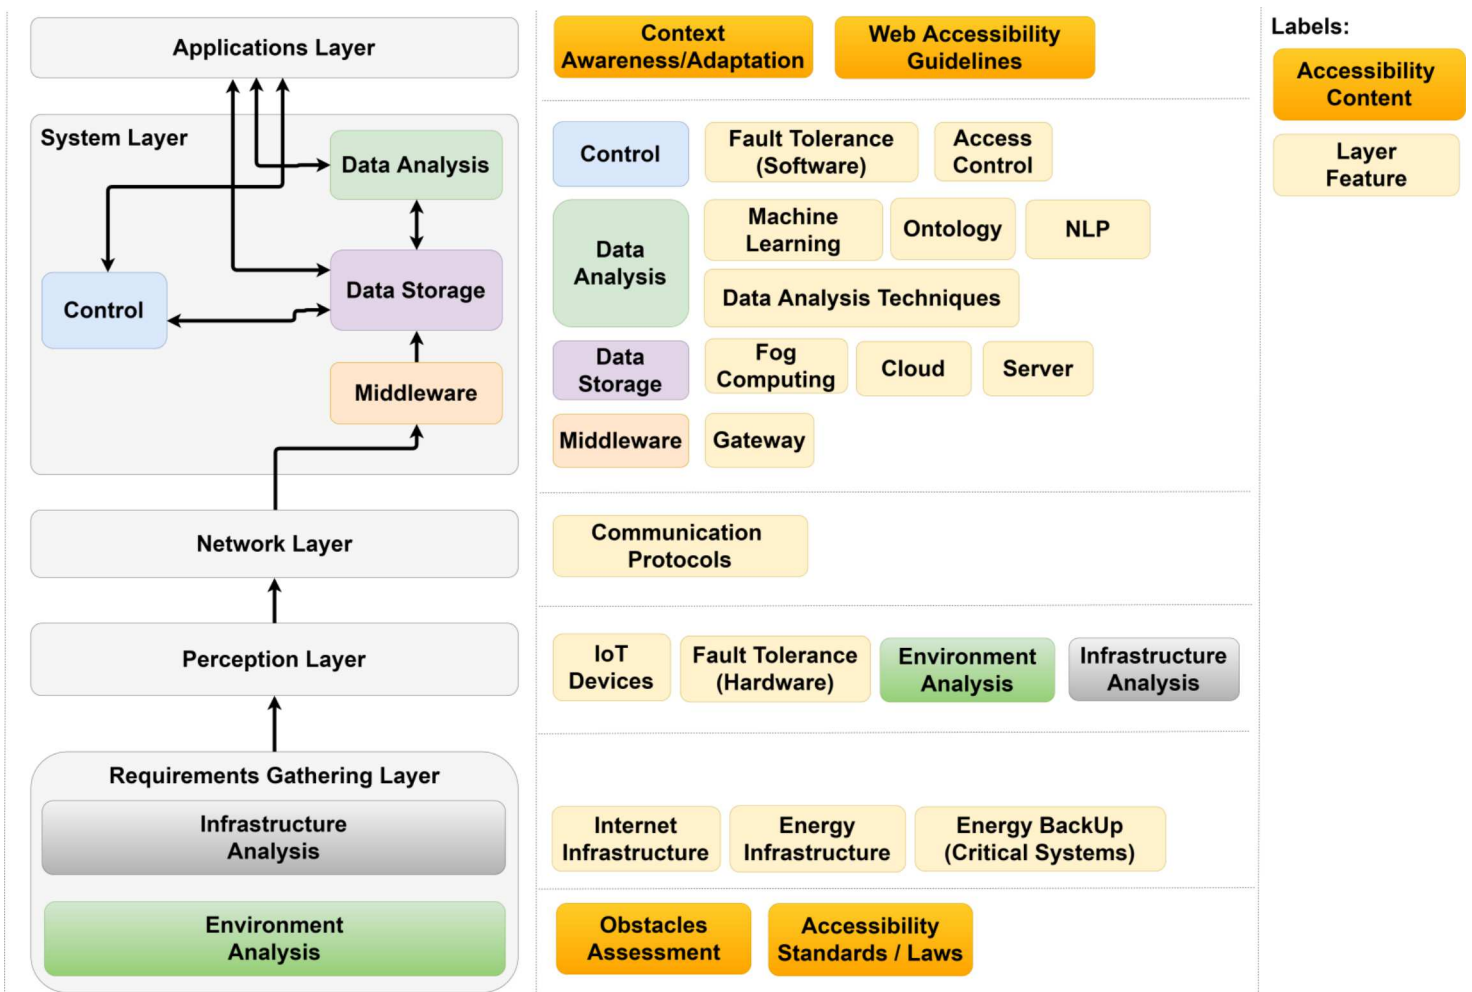 Applications Layer
System Layer
Data Analysis
Data Storage
Control
Middleware
Network Layer
Perception Layer
Requirements Gathering Layer
Infrastructure
Analysis
Environment
Analysis
Context
Awareness/Adaptation
Web Accessibility
Guidelines
Control
Fault Tolerance
(Software)
Access
Control
Data
Analysis
Machine
Learning
Ontology
NLP
Data Analysis Techniques
Data
Storage
Fog
Computing
Cloud
Server
Middleware
Gateway
Communication
Protocols
IoT
Devices
Fault Tolerance
(Hardware)
Environment
Analysis
Infrastructure
Analysis
Internet
Infrastructure
Energy
Infrastructure
Energy BackUp
(Critical Systems)
Obstacles
Assessment
Accessibility
Standards / Laws
Labels:
Accessibility
Content
Layer
Feature